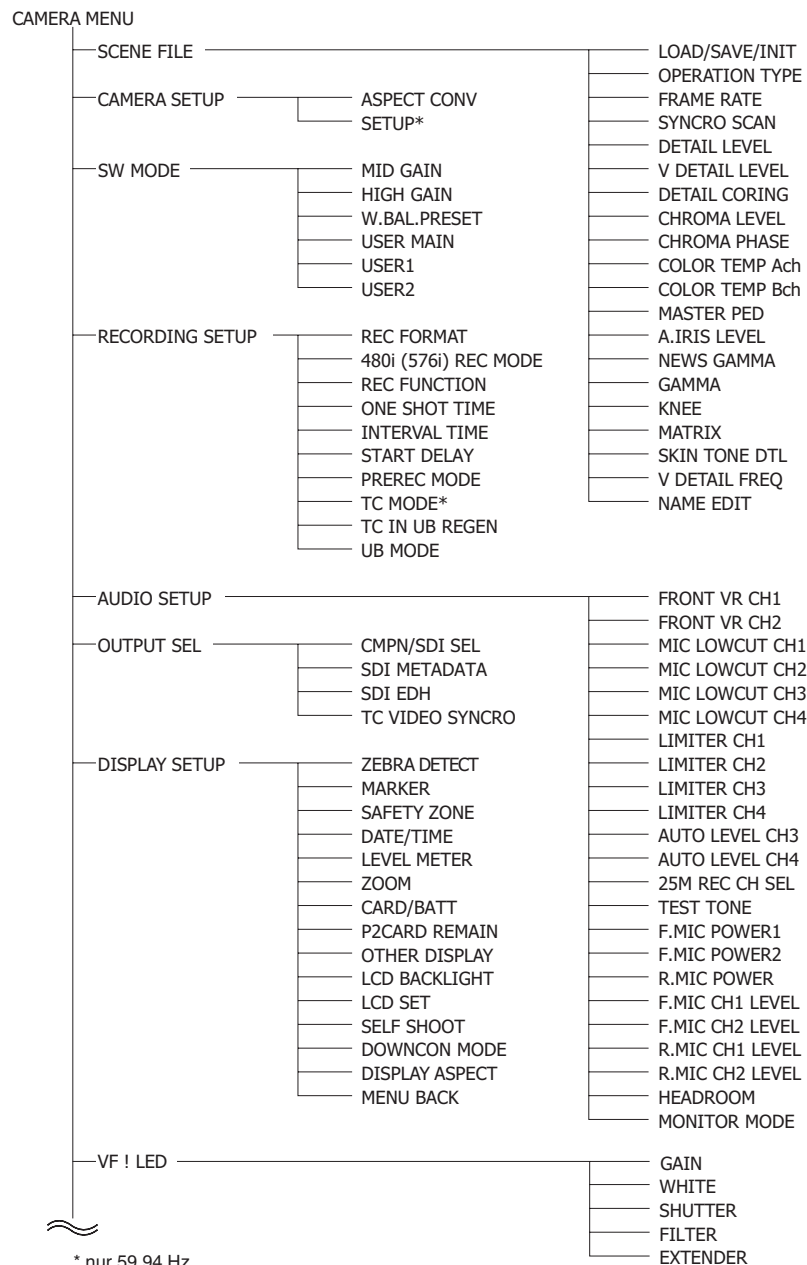 CAMERA MENU
SCENE FILE
LOAD/SAVE/INIT
OPERATION TYPE
FRAME RATE
SYNCRO SCAN
DETAIL LEVEL
V DETAIL LEVEL
DETAIL CORING
CHROMA LEVEL
CHROMA PHASE
COLOR TEMP Ach
COLOR TEMP Bch
MASTER PED
A.IRIS LEVEL
NEWS GAMMA
GAMMA
KNEE
MATRIX
SKIN TONE DTL
V DETAIL FREQ
NAME EDIT
CAMERA SETUP
ASPECT CONV
SETUP*
SW MODE
MID GAIN
HIGH GAIN
W.BAL.PRESET
USER MAIN
USER1
USER2
RECORDING SETUP
REC FORMAT
480i (576i) REC MODE
REC FUNCTION
ONE SHOT TIME
INTERVAL TIME
START DELAY
PREREC MODE
TC MODE*
TC IN UB REGEN
UB MODE
AUDIO SETUP
FRONT VR CH1
FRONT VR CH2
MIC LOWCUT CH1
MIC LOWCUT CH2
MIC LOWCUT CH3
MIC LOWCUT CH4
LIMITER CH1
LIMITER CH2
LIMITER CH3
LIMITER CH4
AUTO LEVEL CH3
AUTO LEVEL CH4
25M REC CH SEL
TEST TONE
F.MIC POWER1
F.MIC POWER2
R.MIC POWER
F.MIC CH1 LEVEL
F.MIC CH2 LEVEL
R.MIC CH1 LEVEL
R.MIC CH2 LEVEL
HEADROOM
MONITOR MODE
OUTPUT SEL
CMPN/SDI SEL
SDI METADATA
SDI EDH
TC VIDEO SYNCRO
DISPLAY SETUP
ZEBRA DETECT
MARKER
SAFETY ZONE
DATE/TIME
LEVEL METER
ZOOM
CARD/BATT
P2CARD REMAIN
OTHER DISPLAY
LCD BACKLIGHT
LCD SET
SELF SHOOT
DOWNCON MODE
DISPLAY ASPECT
MENU BACK
VF ! LED
GAIN
WHITE
SHUTTER
FILTER
EXTENDER
* nur 59,94 Hz